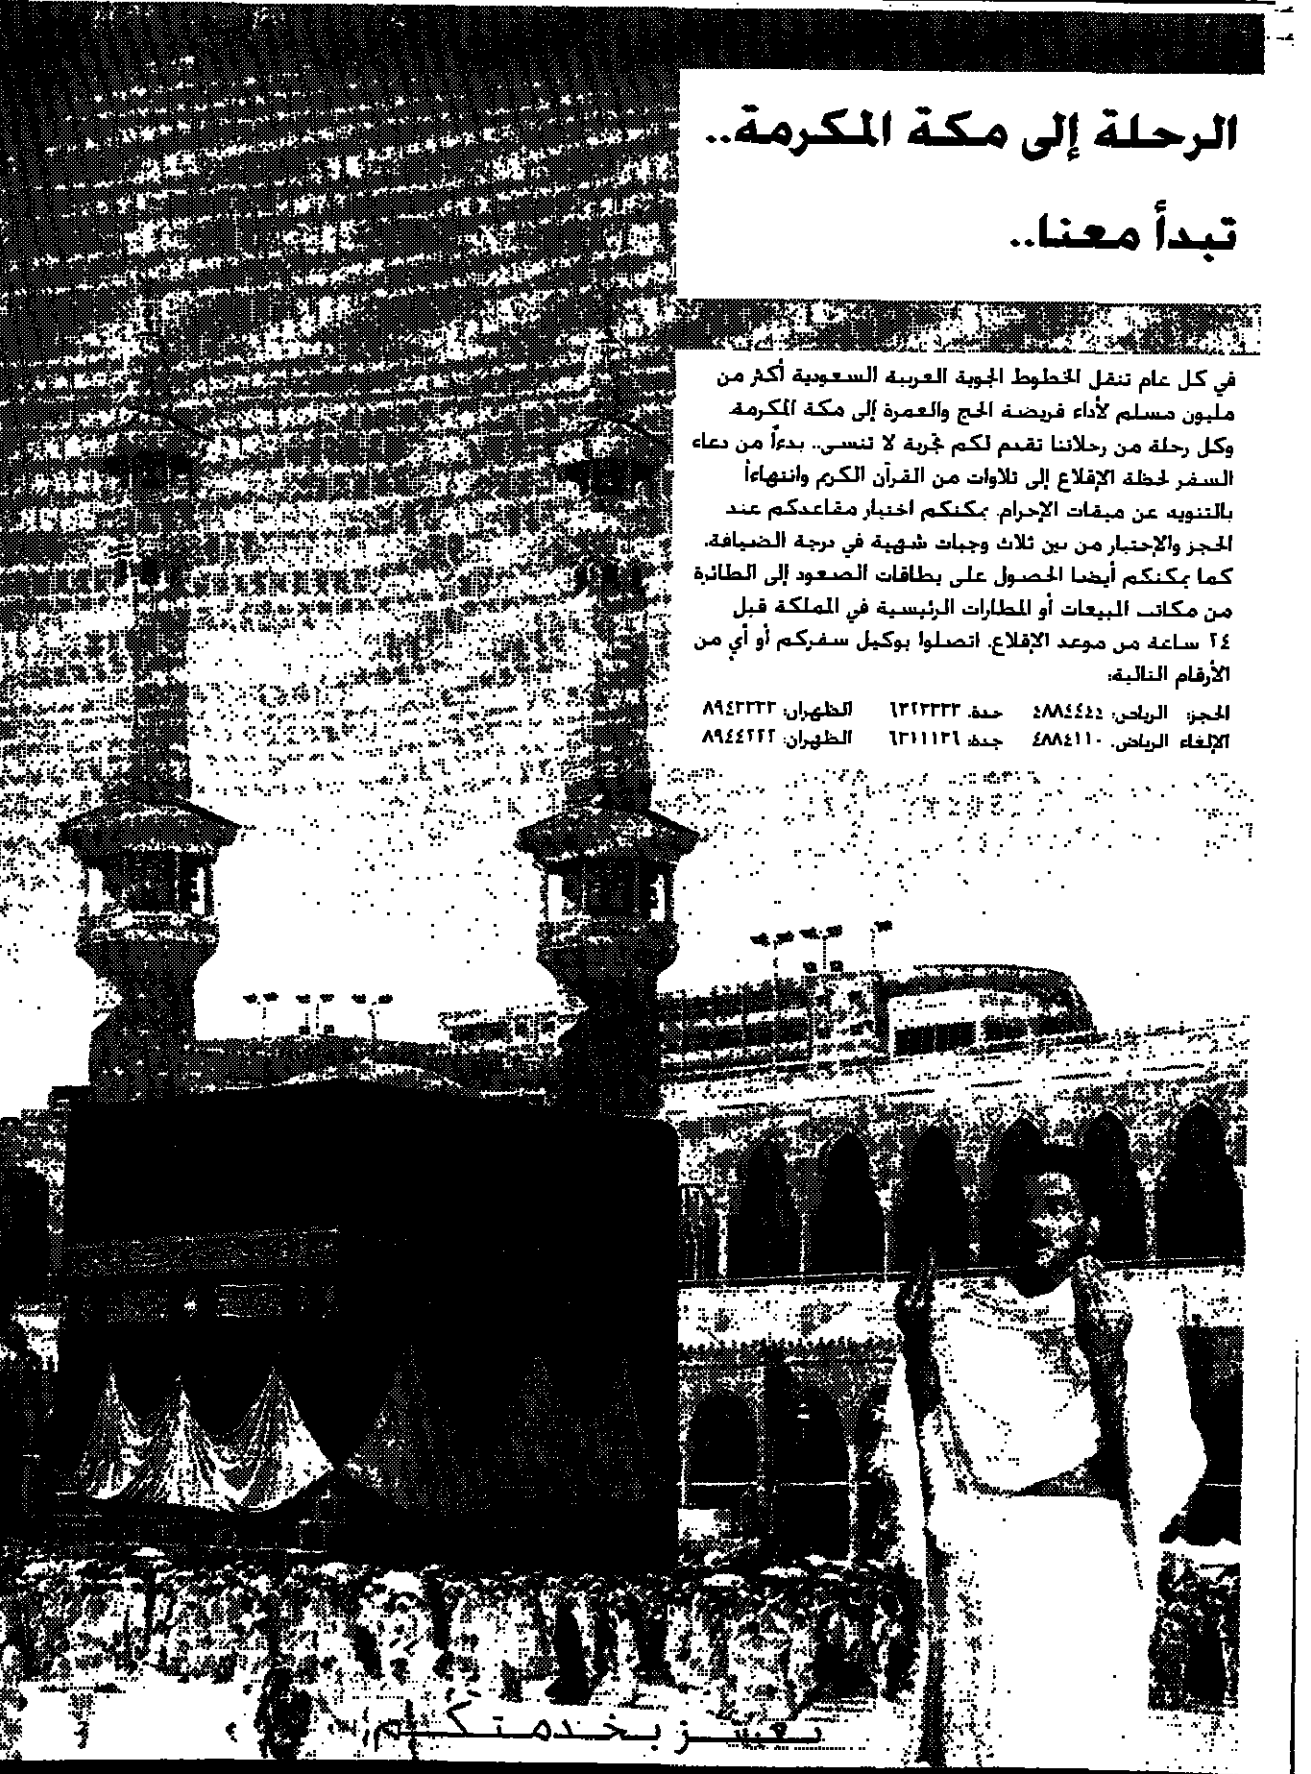 الرحلة إلى مكة المكرمة..
تبدأ معنا..
في كل عام تنقل الخطوط الجوية العربية السعودية أكثر من
مليون مسلم لأداء فريضة الحج والعمرة إلى مكة المكرمة.
وكل رحلة من رحلاتنا تقدم لكم تجربة لا تنسى.. بدءاً من دعاء
السفر لحظة الإقلاع إلى تلاوات من القرآن الكريم وانتهاءاً
بالتنويه عن ميقات الإحرام. يمكنكم اختيار مقاعدكم عند
الحجز والإختيار من بين ثلاث وجبات شهية في درجة الضيافة.
كما يمكنكم أيضا الحصول على بطاقات الصعود إلى الطائرة
من مكاتب المبيعات أو المطارات الرئيسية في المملكة قبل
٢٤ ساعة من موعد الإقلاع. اتصلوا بوكيل سفركم أو أي من
الأرقام التالية:
الحجز: الرياض: ٤٨٨٤٤٤٤ جدة: ٦٣٢٣٣٣٣ الظهران: ٨٩٤٣٣٣٣
الإلغاء الرياض: ٤٨٨٤١١٠ جدة: ٦٣١١١٣٦ الظهران: ٨٩٤٤٢٢٢
نعتـز بخـدمـتـكـــم